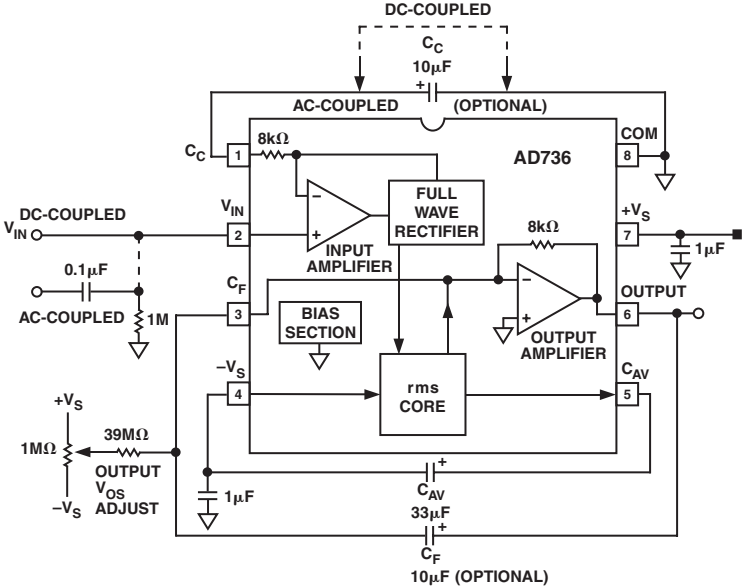 DC-COUPLED
CC
10μF
+
AC-COUPLED
(OPTIONAL)
COM
CC
1
8kΩ
AD736
8
DC-COUPLED
VIN
VIN
2
–
+
INPUT
AMPLIFIER
FULL
WAVE
RECTIFIER
8kΩ
+VS
7
1μF
0.1μF
AC-COUPLED
1M
CF
3
BIAS
SECTION
–
+
OUTPUT
AMPLIFIER
OUTPUT
6
–VS
4
rms
CORE
CAV
5
+VS
1MΩ
–VS
39MΩ
OUTPUT
VOS
ADJUST
1μF
+
CAV
33μF
+
CF
10μF (OPTIONAL)